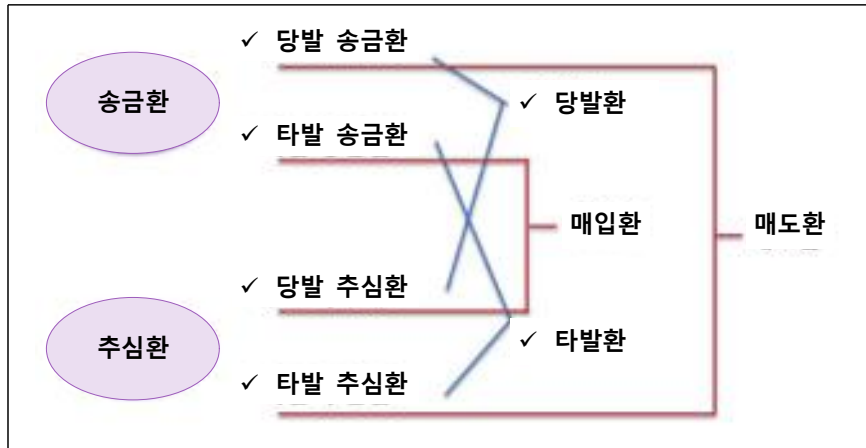 ✓ 당발 송금환
송금환
✓ 당발환
✓ 타발 송금환
매입환
매도환
✓ 당발 추심환
추심환
✓ 타발환
✓ 타발 추심환